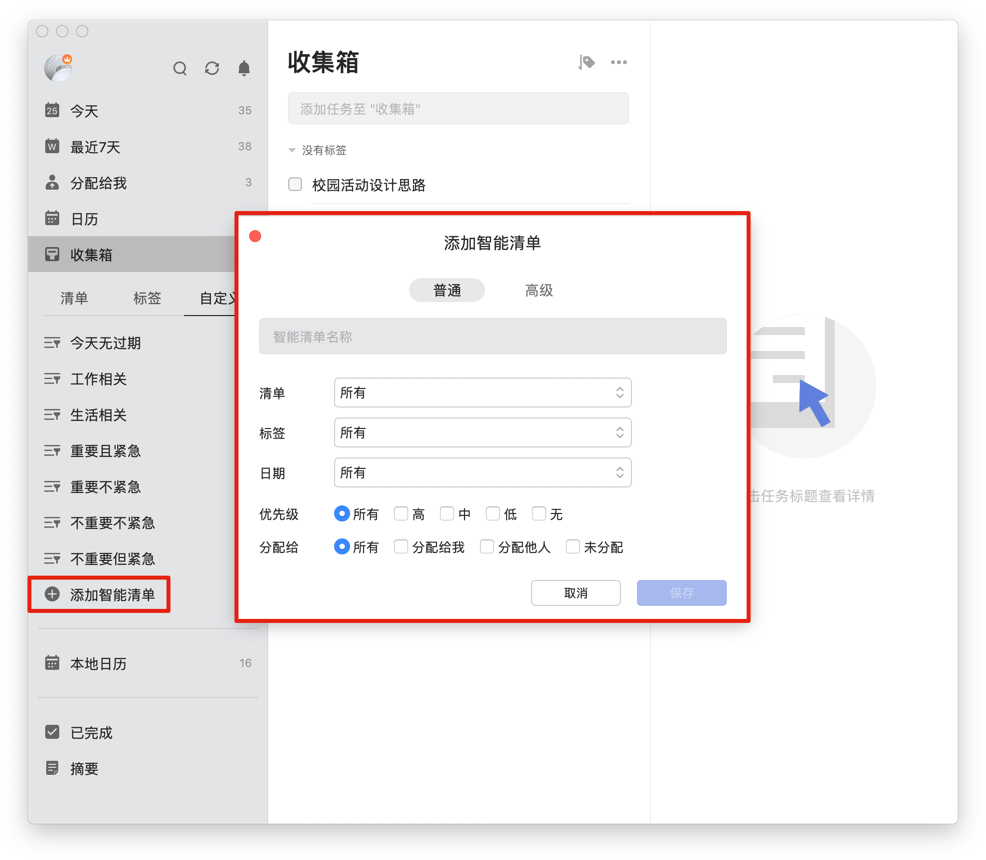 25 今天 35
W 最近7天 38
分配给我 3
日历
收集箱
清单 标签 自定义
今天无过期
工作相关
生活相关
重要且紧急
重要不紧急
不重要不紧急
不重要但紧急
添加智能清单
本地日历 16
已完成
摘要
收集箱
添加任务至 "收集箱"
没有标签
校园活动设计思路
添加智能清单
普通 高级
智能清单名称
清单 所有
标签 所有
日期 所有
优先级 所有 高 中 低 无
分配给 所有 分配给我 分配他人 未分配
取消 保存
击任务标题查看详情